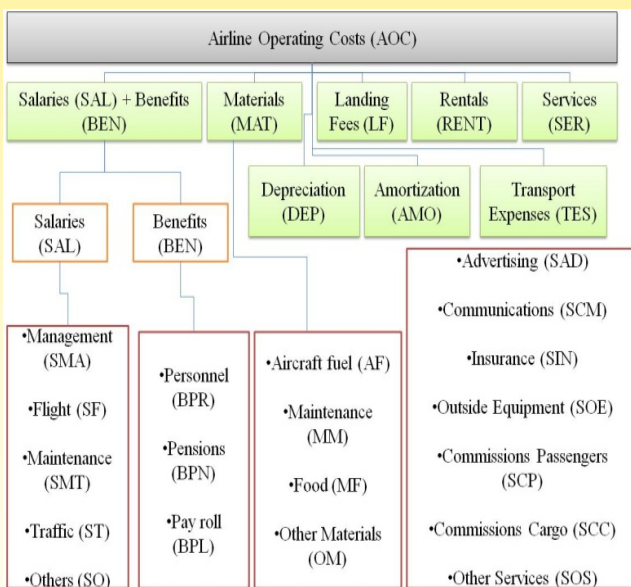 Airline Operating Costs (AOC)
Salaries (SAL) + Benefits
(BEN)
Materials
(MAT)
Landing
Fees (LF)
Rentals
(RENT)
Services
(SER)
Depreciation
(DEP)
Amortization
(AMO)
Transport
Expenses (TES)
Salaries
(SAL)
Benefits
(BEN)
•Management
(SMA)
•Flight (SF)
•Maintenance
(SMT)
•Traffic (ST)
•Others (SO)
•Personnel
(BPR)
•Pensions
(BPN)
•Pay roll
(BPL)
•Aircraft fuel (AF)
•Maintenance
(MM)
•Food (MF)
•Other Materials
(OM)
•Advertising (SAD)
•Communications (SCM)
•Insurance (SIN)
•Outside Equipment (SOE)
•Commissions Passengers
(SCP)
•Commissions Cargo (SCC)
•Other Services (SOS)